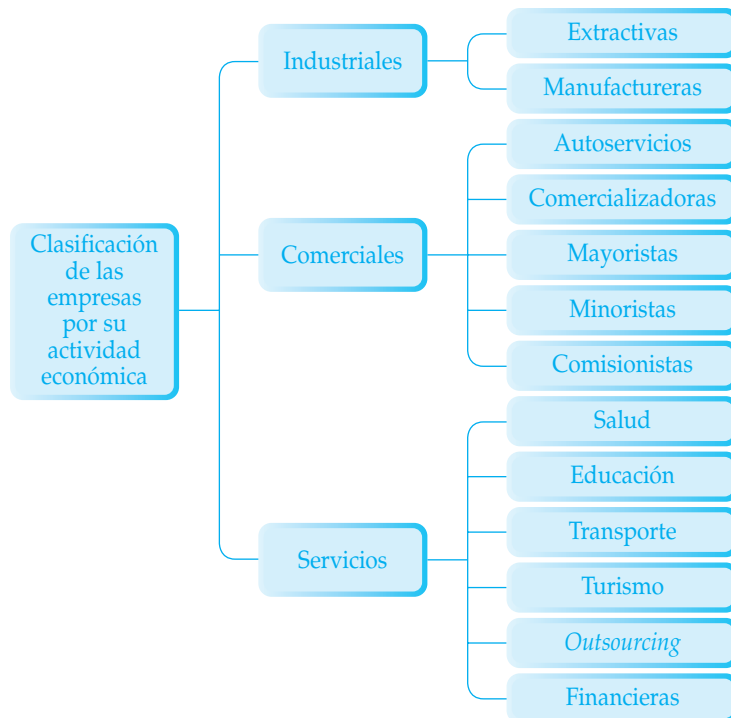 Clasificación
de las
empresas
por su
actividad
económica
Industriales
Extractivas
Manufactureras
Comerciales
Autoservicios
Comercializadoras
Mayoristas
Minoristas
Comisionistas
Servicios
Salud
Educación
Transporte
Turismo
Outsourcing
Financieras